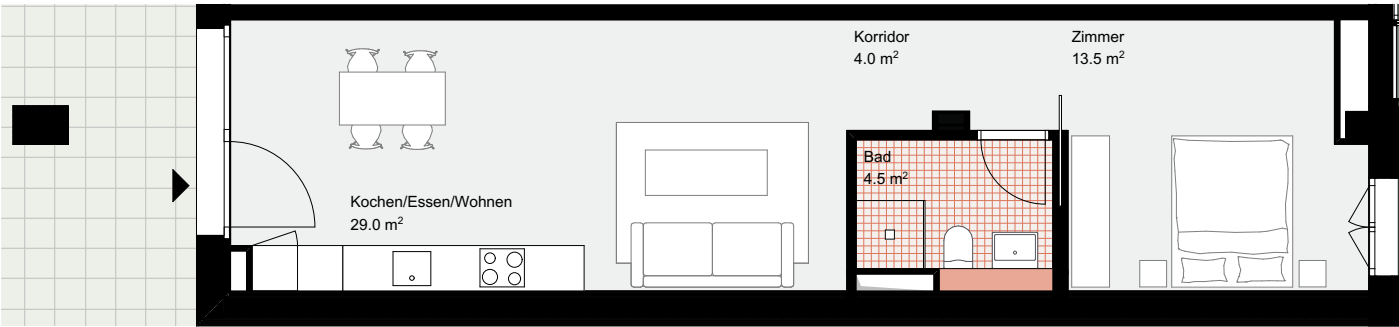 Korridor
4.0 m²
Zimmer
13.5 m²
Bad
4.5 m²
Kochen/Essen/Wohnen
29.0 m²